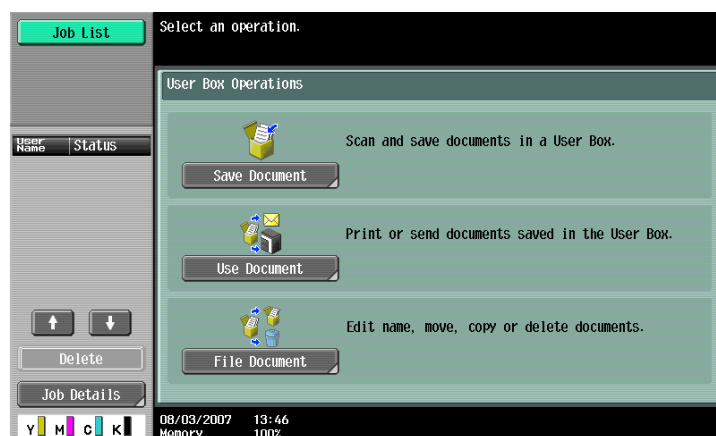 Job List
Select an operation.
User Box Operations
User Name Status
Scan and save documents in a User Box.
Save Document
Print or send documents saved in the User Box.
Use Document
Edit name, move, copy or delete documents.
File Document
Delete
Job Details
Y M C K
08/03/2007 13:46
Memory 100%